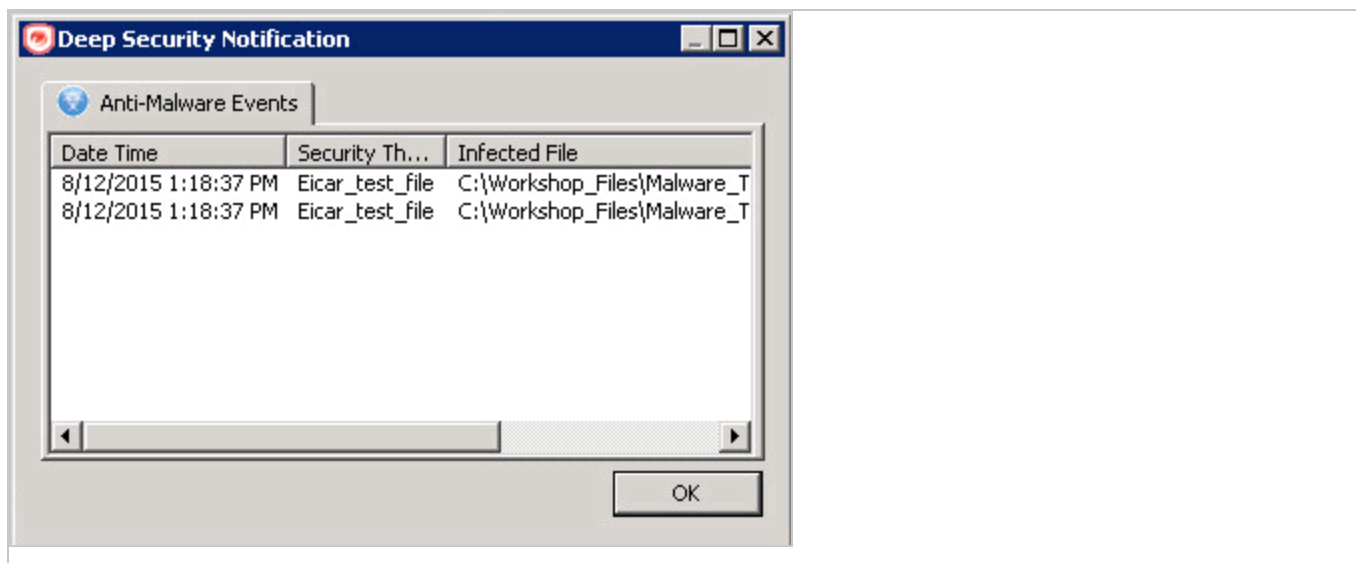 Deep Security Notification
Anti-Malware Events
Date Time Security Th... Infected File
8/12/2015 1:18:37 PM Eicar_test_file C:\Workshop_Files\Malware_T
8/12/2015 1:18:37 PM Eicar_test_file C:\Workshop_Files\Malware_T
OK